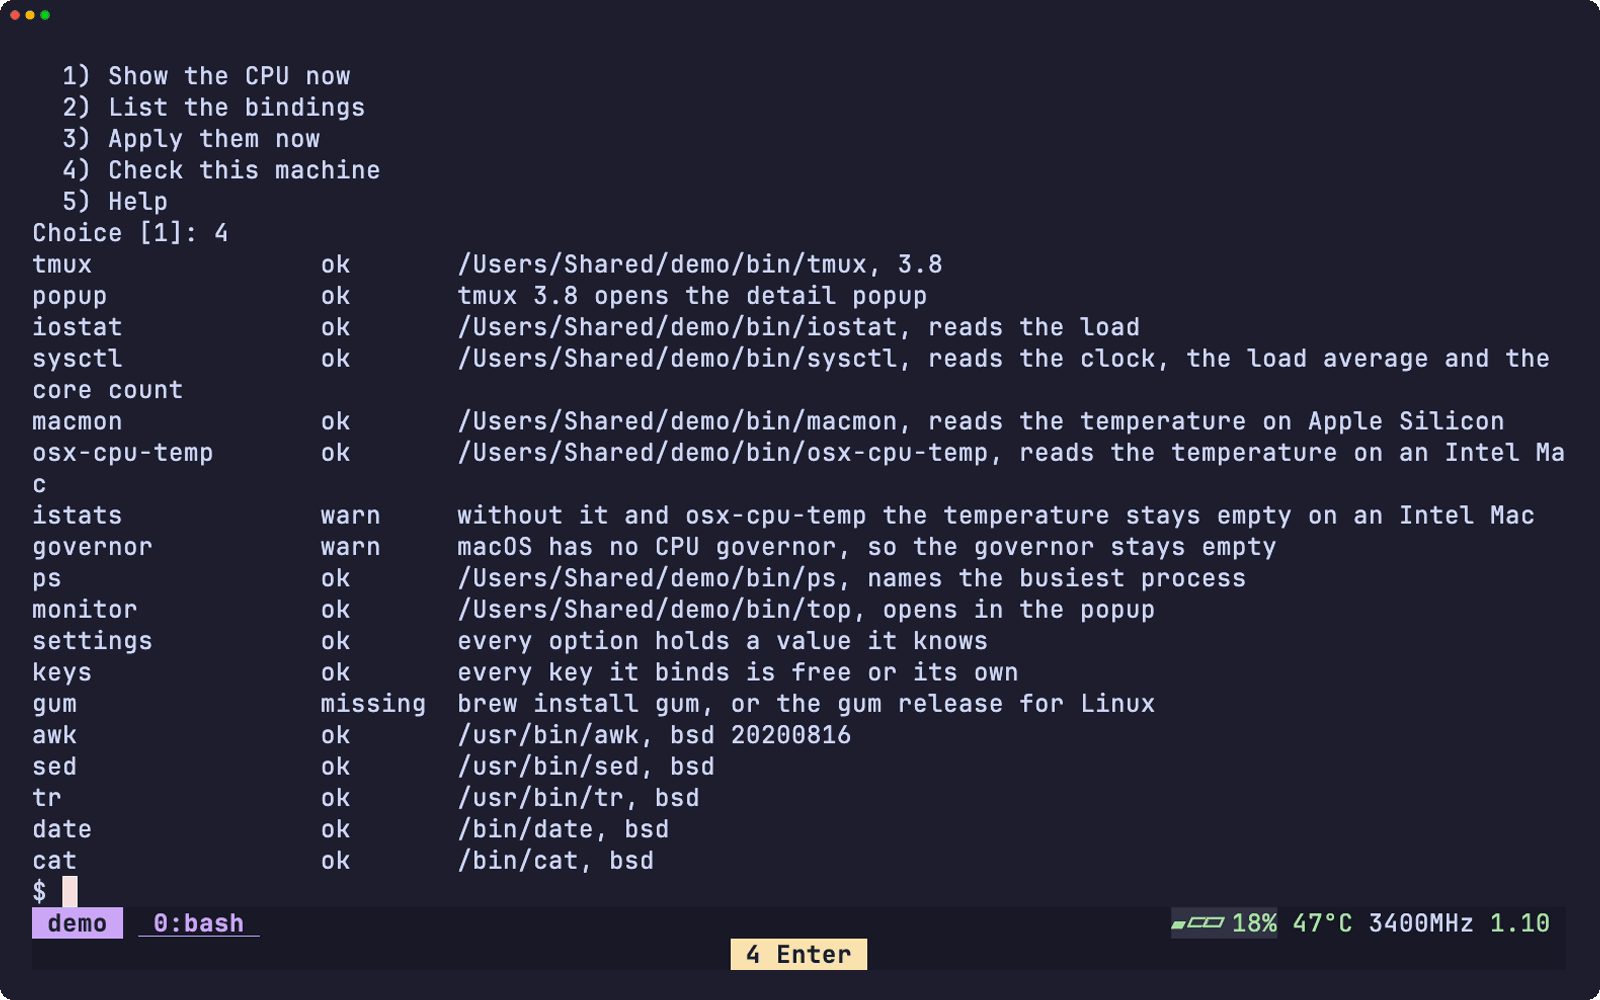 1) Show the CPU now
2) List the bindings
3) Apply them now
4) Check this machine
5) Help
Choice [1]: 4
tmux ok /Users/Shared/demo/bin/tmux, 3.8
popup ok tmux 3.8 opens the detail popup
iostat ok /Users/Shared/demo/bin/iostat, reads the load
sysctl ok /Users/Shared/demo/bin/sysctl, reads the clock, the load average and the
core count
macmon ok /Users/Shared/demo/bin/macmon, reads the temperature on Apple Silicon
osx-cpu-temp ok /Users/Shared/demo/bin/osx-cpu-temp, reads the temperature on an Intel Ma
c
istats warn without it and osx-cpu-temp the temperature stays empty on an Intel Mac
governor warn macOS has no CPU governor, so the governor stays empty
ps ok /Users/Shared/demo/bin/ps, names the busiest process
monitor ok /Users/Shared/demo/bin/top, opens in the popup
settings ok every option holds a value it knows
keys ok every key it binds is free or its own
gum missing brew install gum, or the gum release for Linux
awk ok /usr/bin/awk, bsd 20200816
sed ok /usr/bin/sed, bsd
tr ok /usr/bin/tr, bsd
date ok /bin/date, bsd
cat ok /bin/cat, bsd
$
demo 0:bash 18% 47°C 3400MHz 1.10
4 Enter